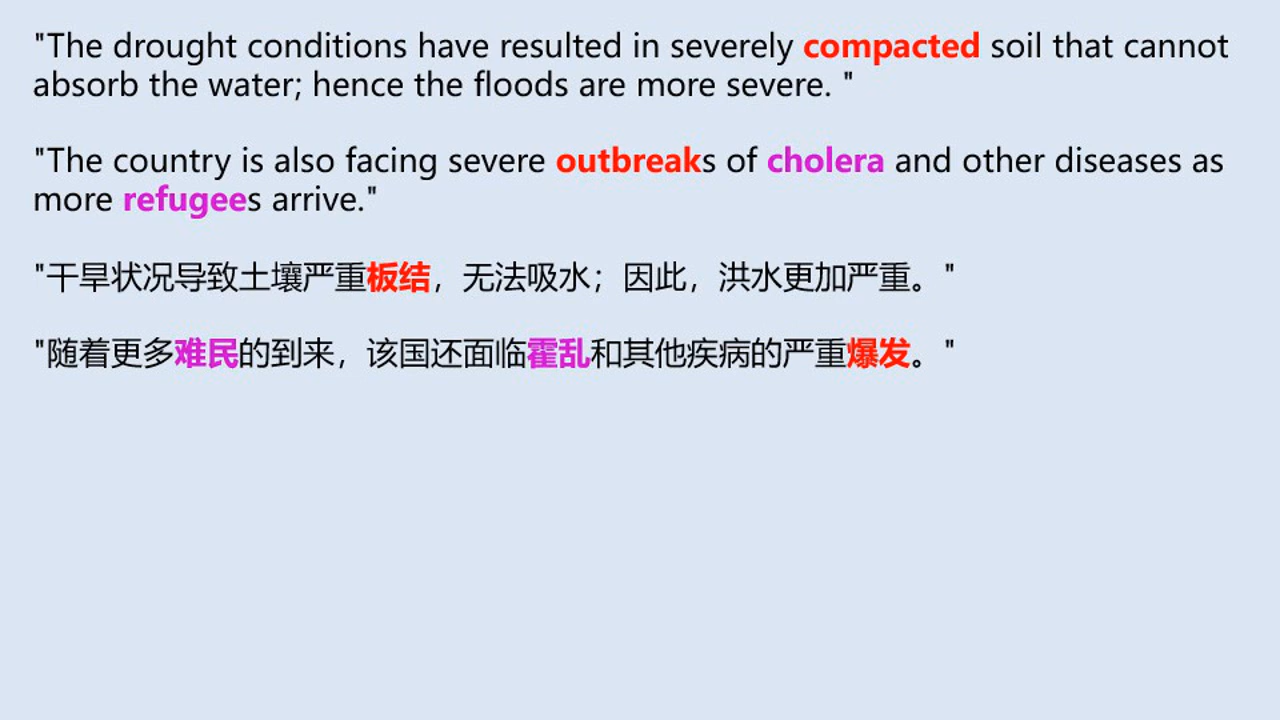 "The drought conditions have resulted in severely compacted soil that cannot
absorb the water; hence the floods are more severe. "
"The country is also facing severe outbreaks of cholera and other diseases as
more refugees arrive."
"干旱状况导致土壤严重板结，无法吸水；因此，洪水更加严重。"
"随着更多难民的到来，该国还面临霍乱和其他疾病的严重爆发。"